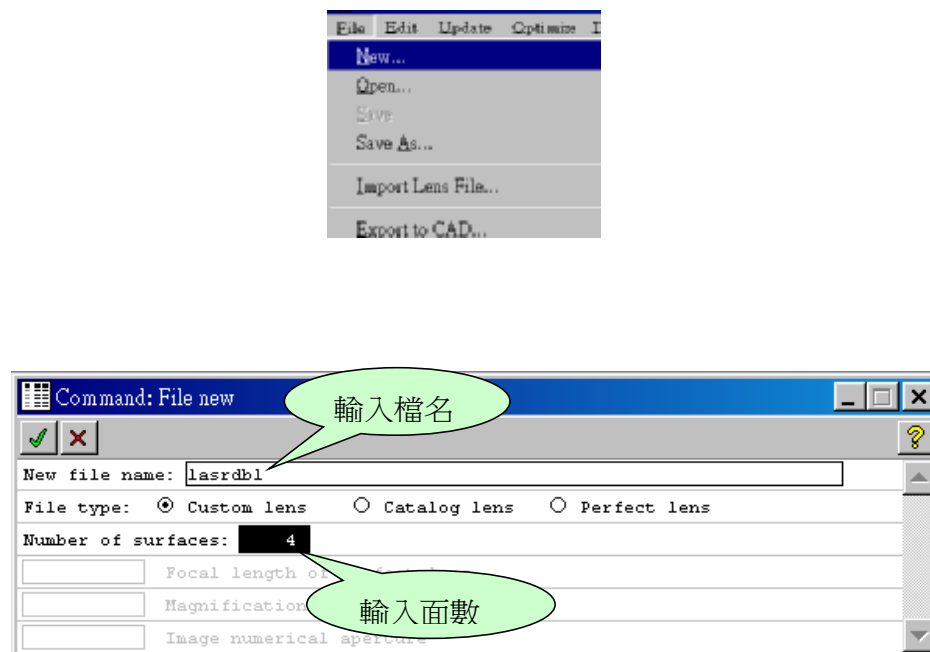 File Edit Update Optimize
New...
Open...
Save
Save As...
Import Lens File...
Export to CAD...
Command: File new
輸入檔名
New file name: lasrdbl
File type: Custom lens Catalog lens Perfect lens
Number of surfaces: 4
Focal length of
Magnification
輸入面數
Image numerical aperture